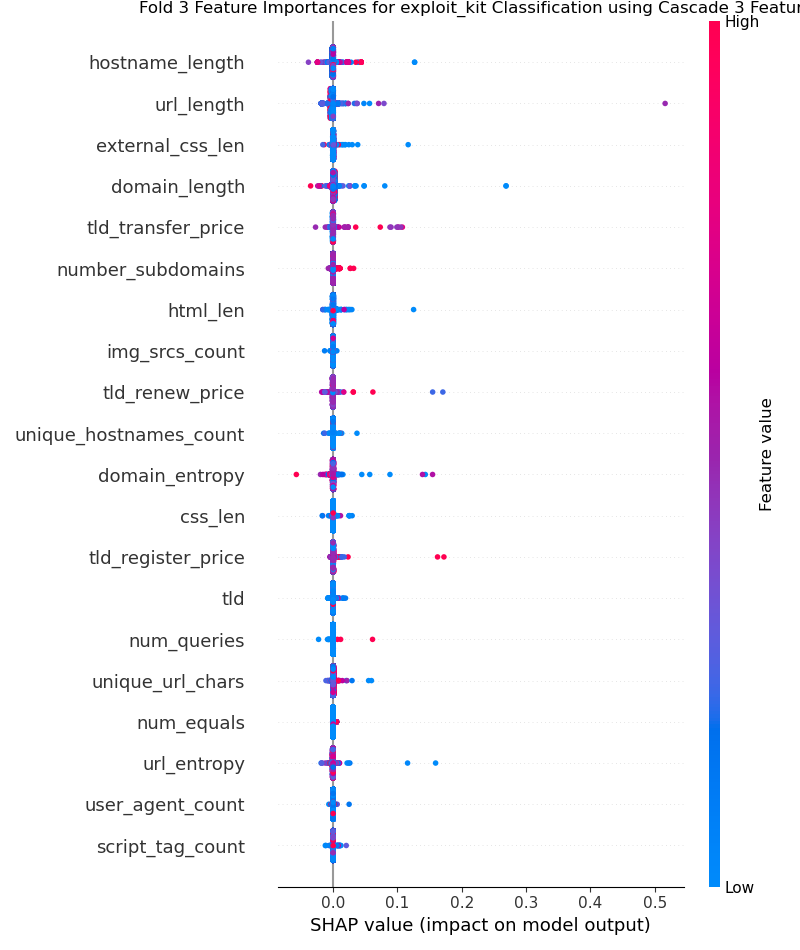 Fold 3 Feature Importances for exploit_kit Classification using Cascade 3 Featur
High
hostname_length
url_length
external_css_len
domain_length
tld_transfer_price
number_subdomains
html_len
img_srcs_count
tld_renew_price
unique_hostnames_count
domain_entropy
css_len
tld_register_price
tld
num_queries
unique_url_chars
num_equals
url_entropy
user_agent_count
script_tag_count
Feature value
Low
0.0 0.1 0.2 0.3 0.4 0.5
SHAP value (impact on model output)